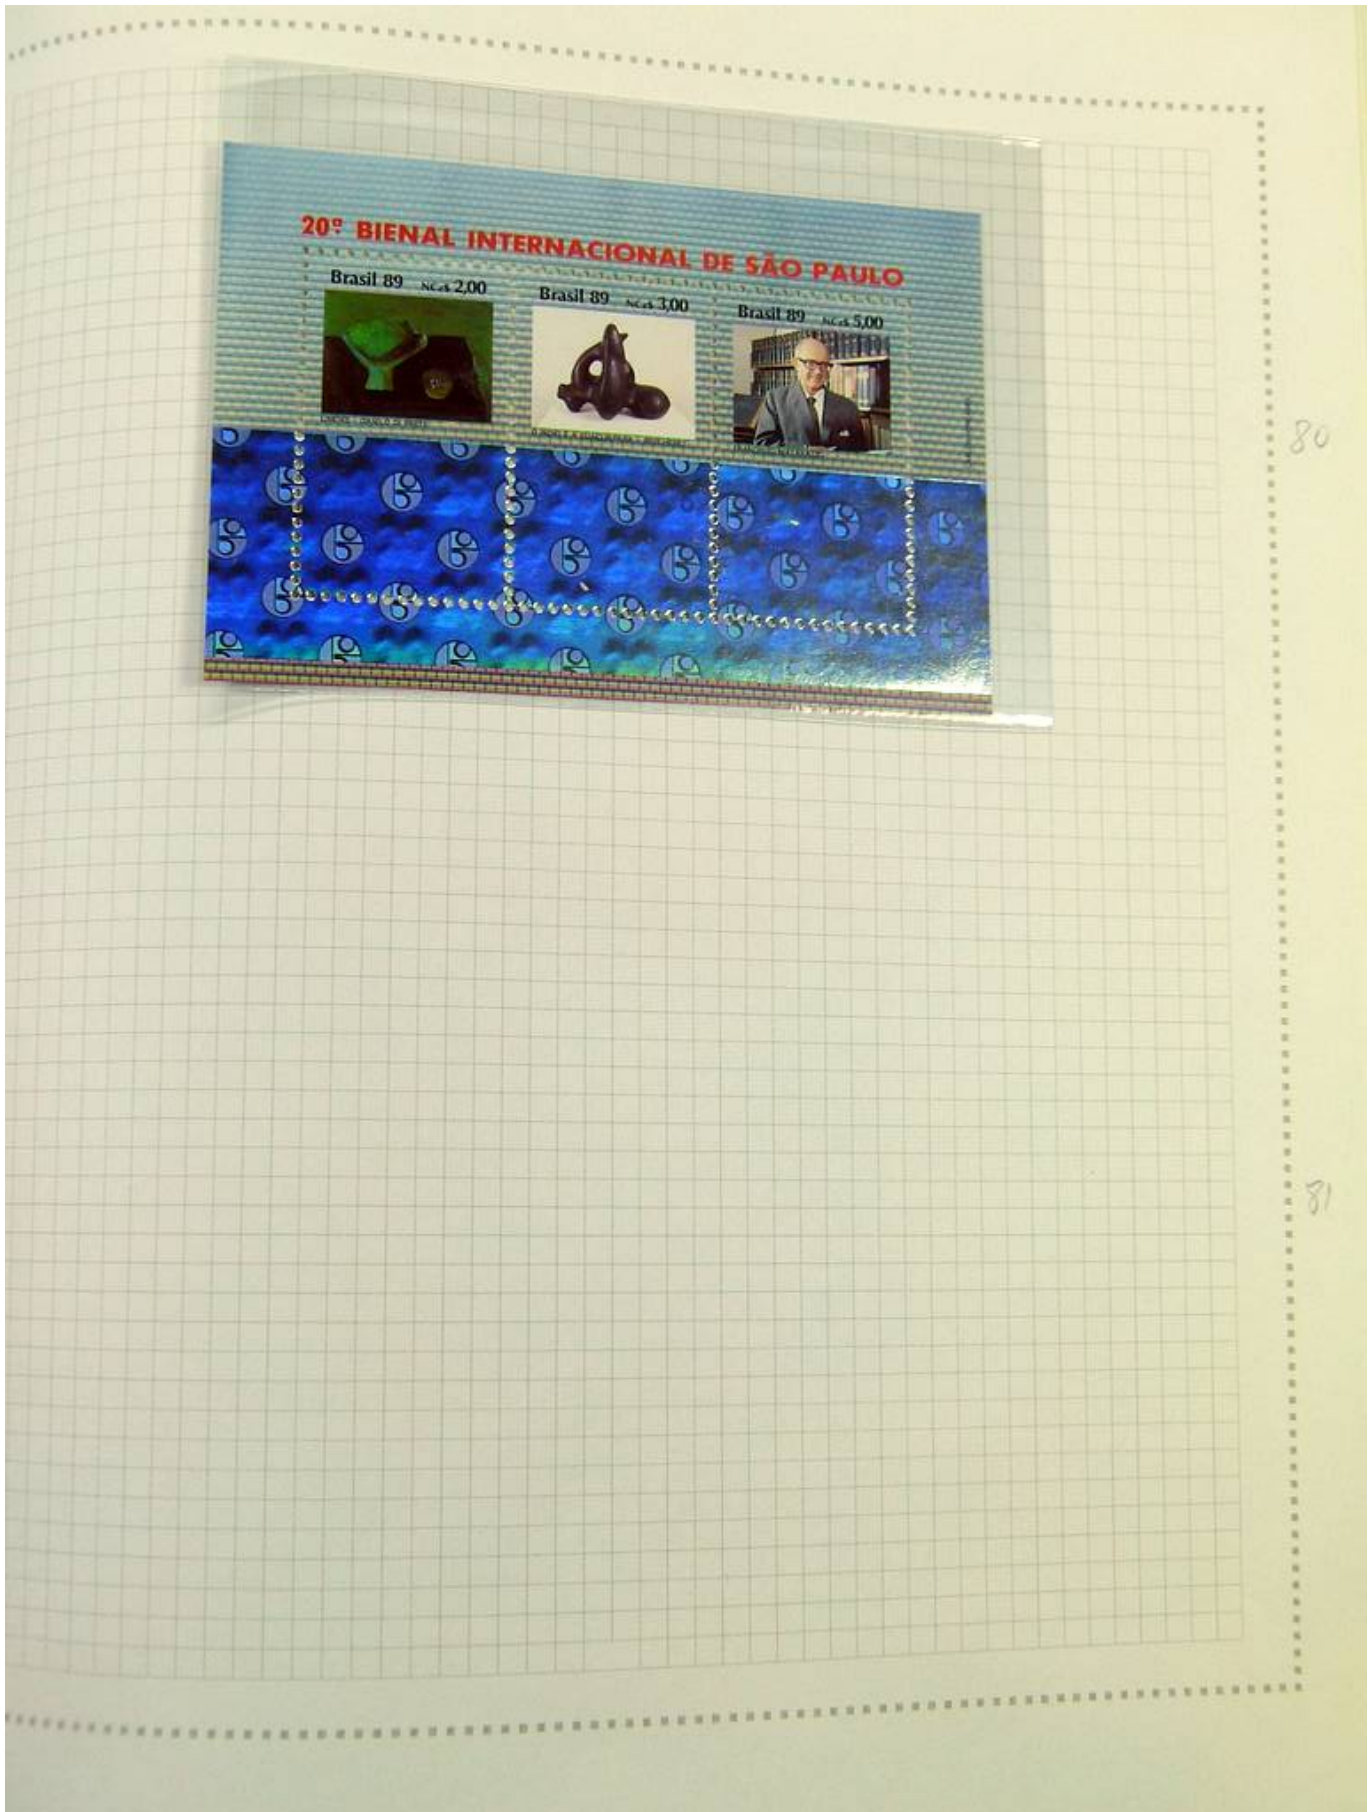 20ª BIENAL INTERNACIONAL DE SÃO PAULO
Brasil 89 NCz$ 2,00
Brasil 89 NCz$ 3,00
Brasil 89 NCz$ 5,00
80
81